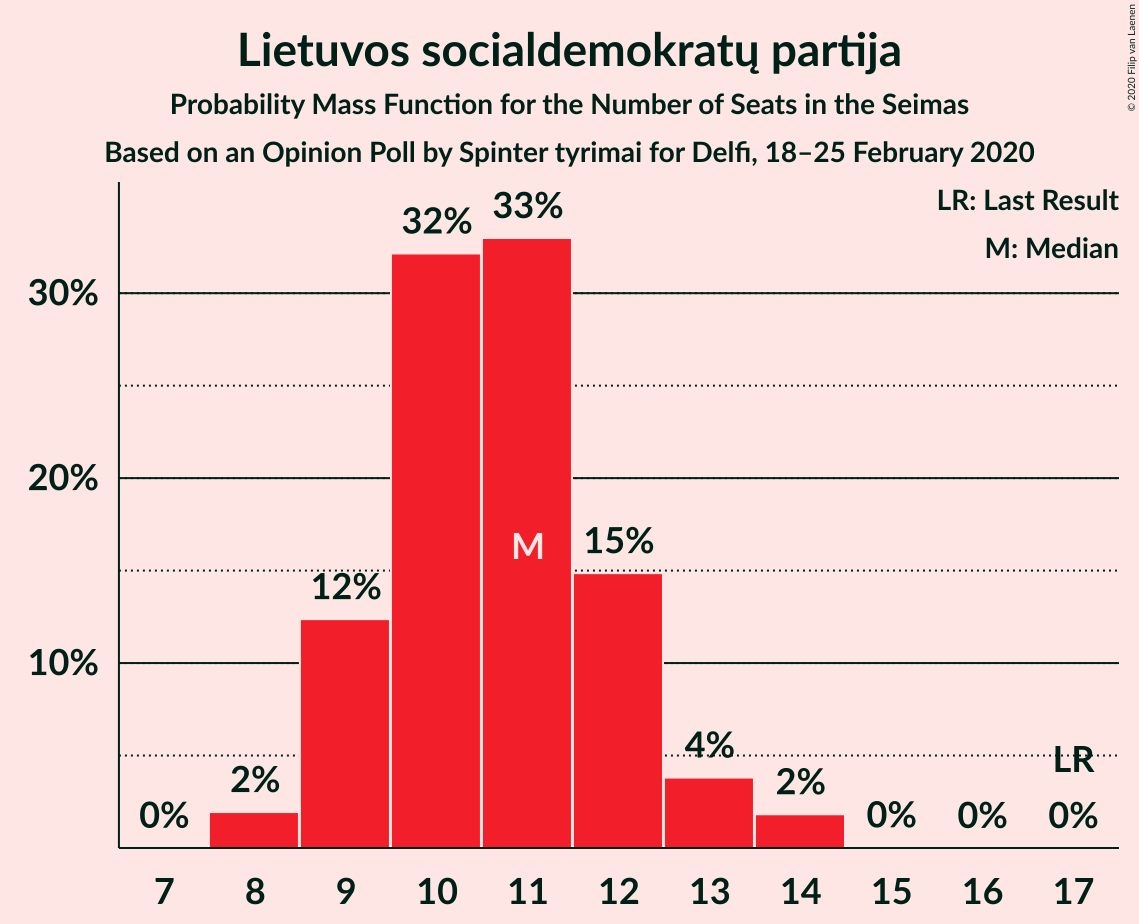 Lietuvos socialdemokratų partija
Probability Mass Function for the Number of Seats in the Seimas
Based on an Opinion Poll by Spinter tyrimai for Delfi, 18–25 February 2020
© 2020 Filip van Laenen
LR: Last Result
M: Median
33%
32%
30%
20%
M
15%
12%
10%
4%
LR
2%
2%
0%
0%
0%
0%
7 8 9 10 11 12 13 14 15 16 17